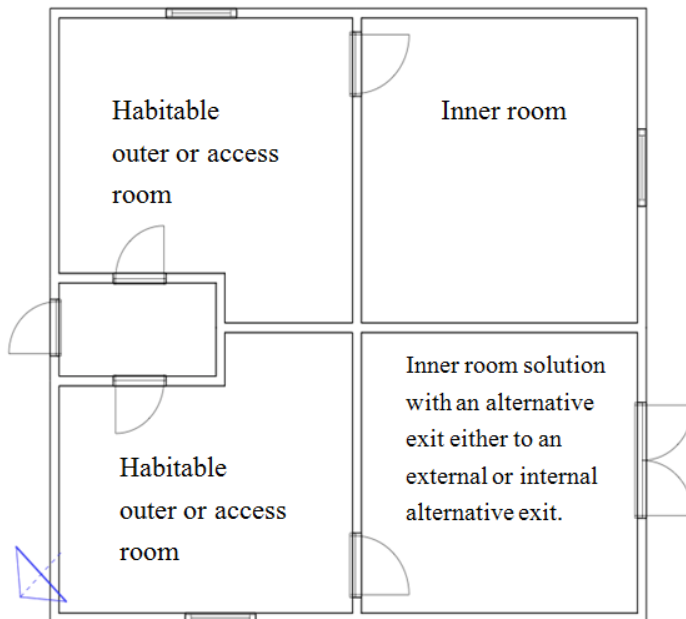 Habitable
outer or access
room
Inner room
Habitable
outer or access
room
Inner room solution
with an alternative
exit either to an
external or internal
alternative exit.